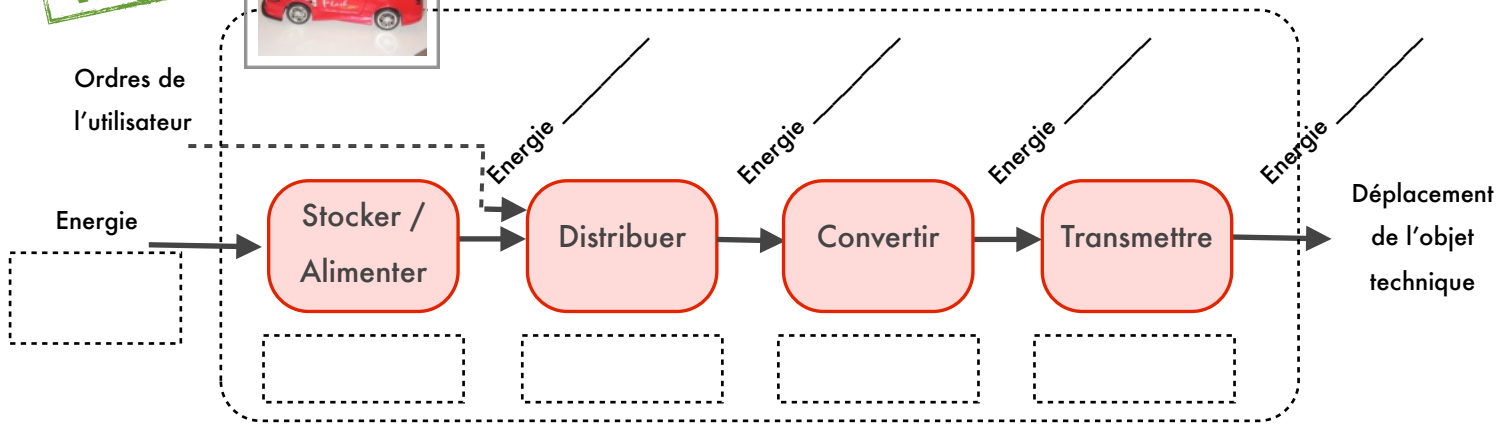 Ordres de
l'utilisateur
Energie
Energie
Energie
Energie
Energie
Stocker /
Alimenter
Distribuer
Convertir
Transmettre
Déplacement
de l'objet
technique